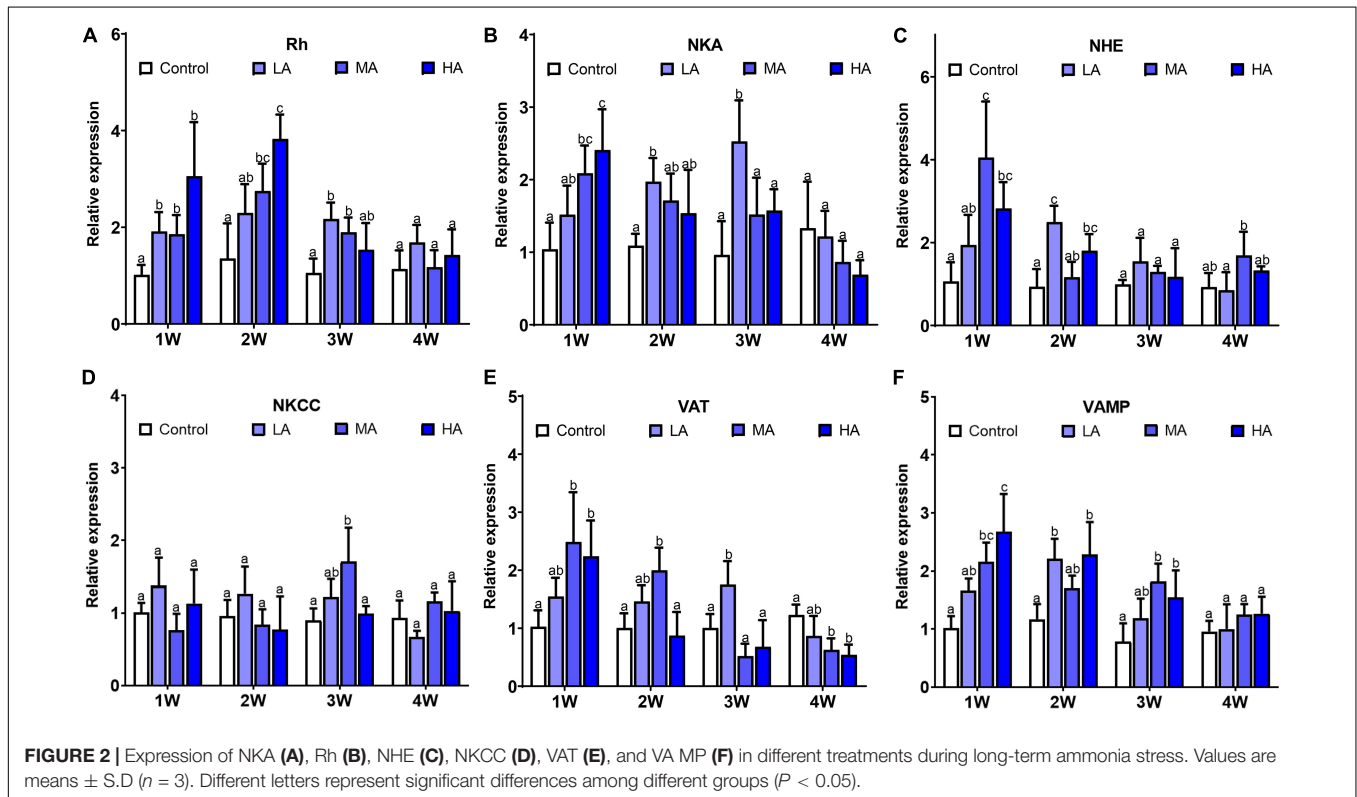 A
Rh
Control LA MA HA
Relative expression
6
4
2
0
a b b b
a ab bc c
a b b ab
a a a a
1W 2W 3W 4W
B
NKA
Control LA MA HA
Relative expression
4
3
2
1
0
a ab bc c
a b ab ab
a b a a
a a a a
1W 2W 3W 4W
C
NHE
Control LA MA HA
Relative expression
6
4
2
0
a ab c bc
a c ab bc
a a a a
ab a b ab
1W 2W 3W 4W
D
NKCC
Control LA MA HA
Relative expression
4
3
2
1
0
a a a a
a a a a
a ab b a
a a a a
1W 2W 3W 4W
E
VAT
Control LA MA HA
Relative expression
5
4
3
2
1
0
a ab b b
a ab b a
a b a a
a ab b b
1W 2W 3W 4W
F
VAMP
Control LA MA HA
Relative expression
5
4
3
2
1
0
a ab bc c
a b ab b
a ab b b
a a a a
1W 2W 3W 4W
FIGURE 2 | Expression of NKA (A), Rh (B), NHE (C), NKCC (D), VAT (E), and VA MP (F) in different treatments during long-term ammonia stress. Values are
means ± S.D (n = 3). Different letters represent significant differences among different groups (P < 0.05).